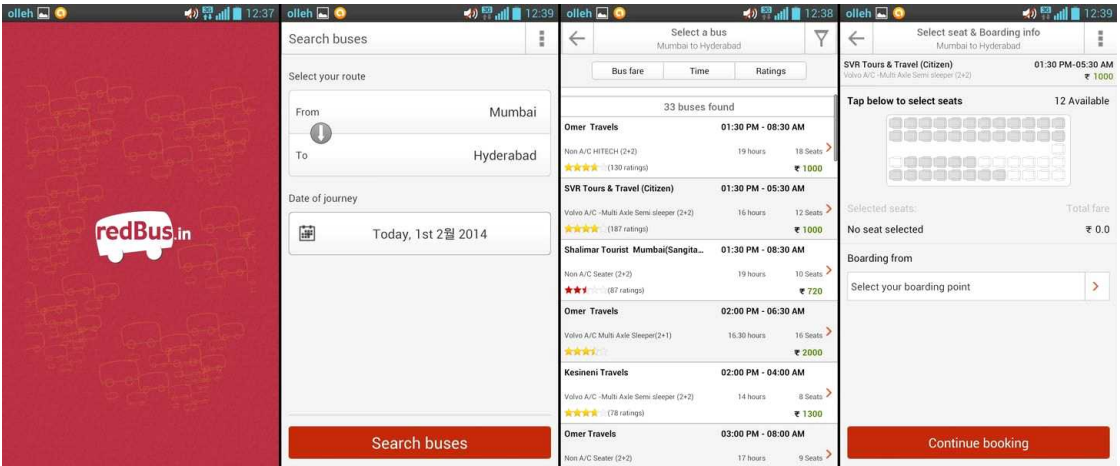 olleh 3G 12:37
redBus.in
olleh 3G 12:39
Search buses
Select your route
From Mumbai
To Hyderabad
Date of journey
Today, 1st 2월 2014
Search buses
olleh 3G 12:38
Select a bus
Mumbai to Hyderabad
Bus fare Time Ratings
33 buses found
Omer Travels 01:30 PM - 08:30 AM
Non A/C HITECH (2+2) 19 hours 18 Seats
(130 ratings) ₹ 1000
SVR Tours & Travel (Citizen) 01:30 PM - 05:30 AM
Volvo A/C -Multi Axle Semi sleeper (2+2) 16 hours 12 Seats
(187 ratings) ₹ 1000
Shalimar Tourist Mumbai(Sangita... 01:30 PM - 08:30 AM
Non A/C Seater (2+2) 19 hours 10 Seats
(87 ratings) ₹ 720
Omer Travels 02:00 PM - 06:30 AM
Volvo A/C Multi Axle Sleeper(2+1) 16.30 hours 16 Seats
₹ 2000
Kesineni Travels 02:00 PM - 04:00 AM
Volvo A/C -Multi Axle Semi sleeper (2+2) 14 hours 8 Seats
(78 ratings) ₹ 1300
Omer Travels 03:00 PM - 08:00 AM
Non A/C Seater (2+2) 17 hours 9 Seats
olleh 3G 12:39
Select seat & Boarding info
Mumbai to Hyderabad
SVR Tours & Travel (Citizen) 01:30 PM-05:30 AM
Volvo A/C -Multi Axle Semi sleeper (2+2) ₹ 1000
Tap below to select seats 12 Available
Selected seats: Total fare
No seat selected ₹ 0.0
Boarding from
Select your boarding point
Continue booking